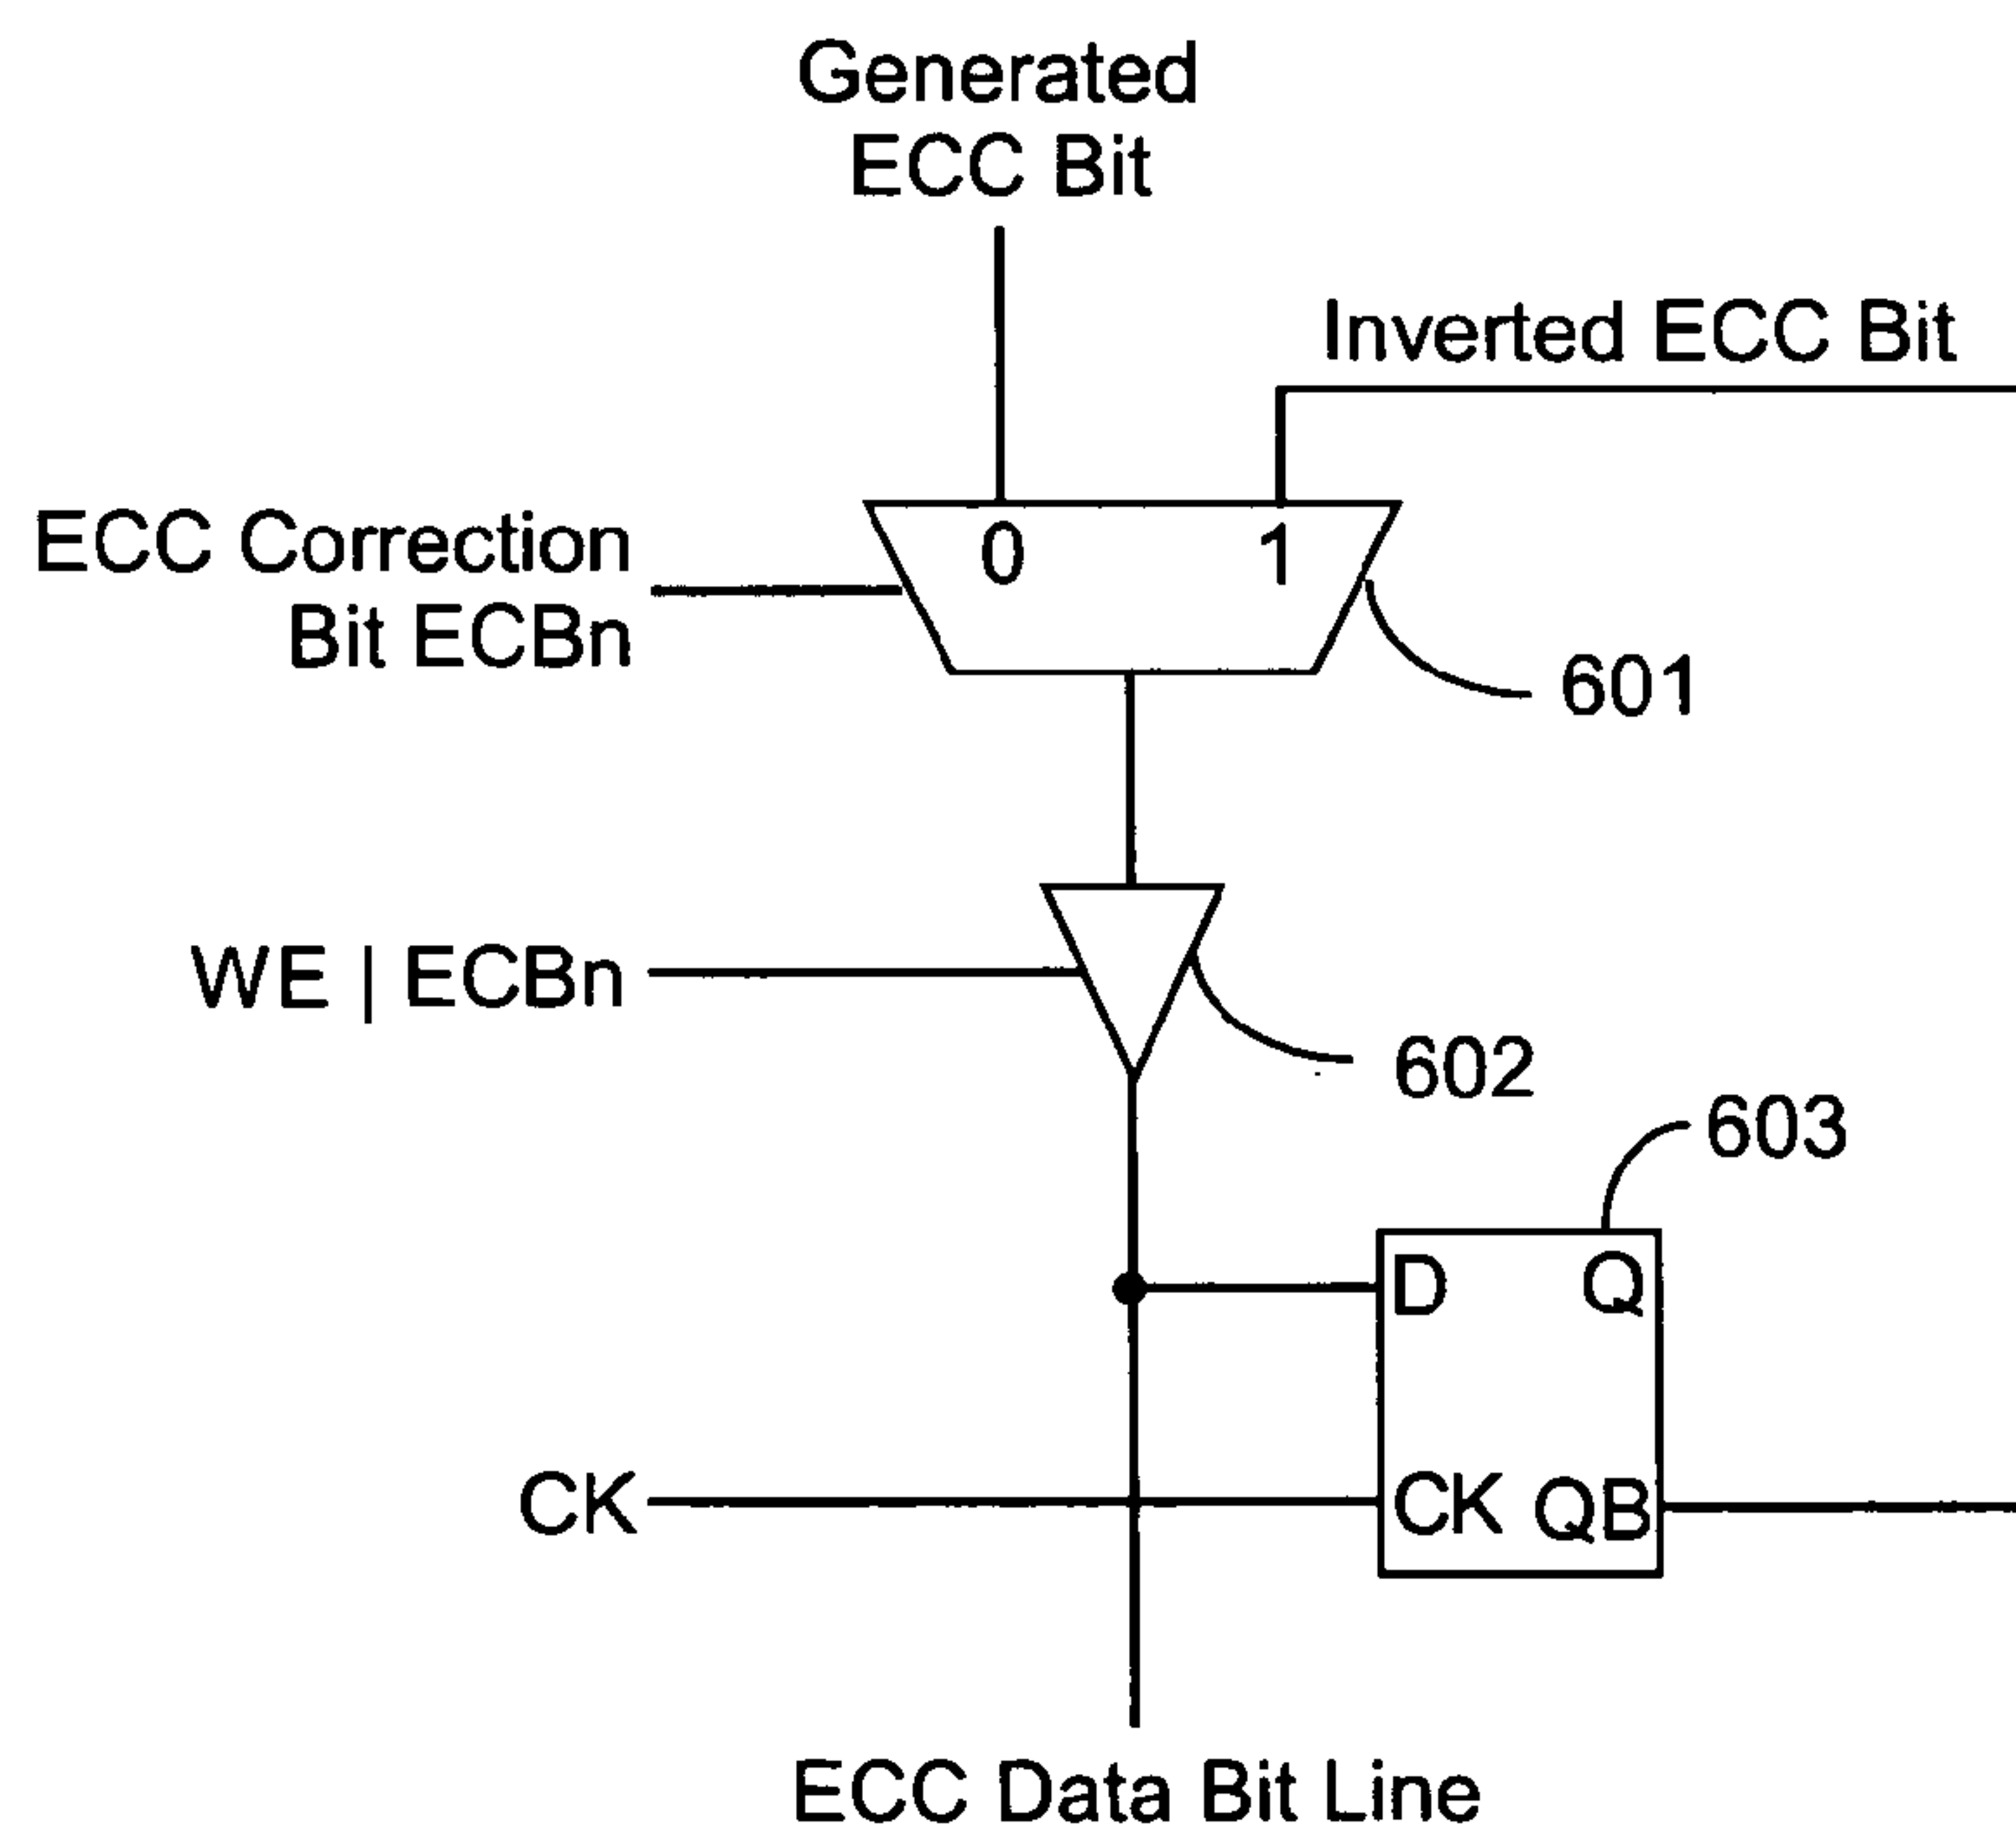 Generated
ECC Bit
Inverted ECC Bit
ECC Correction
Bit ECBn
0
1
601
WE | ECBn
602
603
D
Q
CK
CK
QB
ECC Data Bit Line